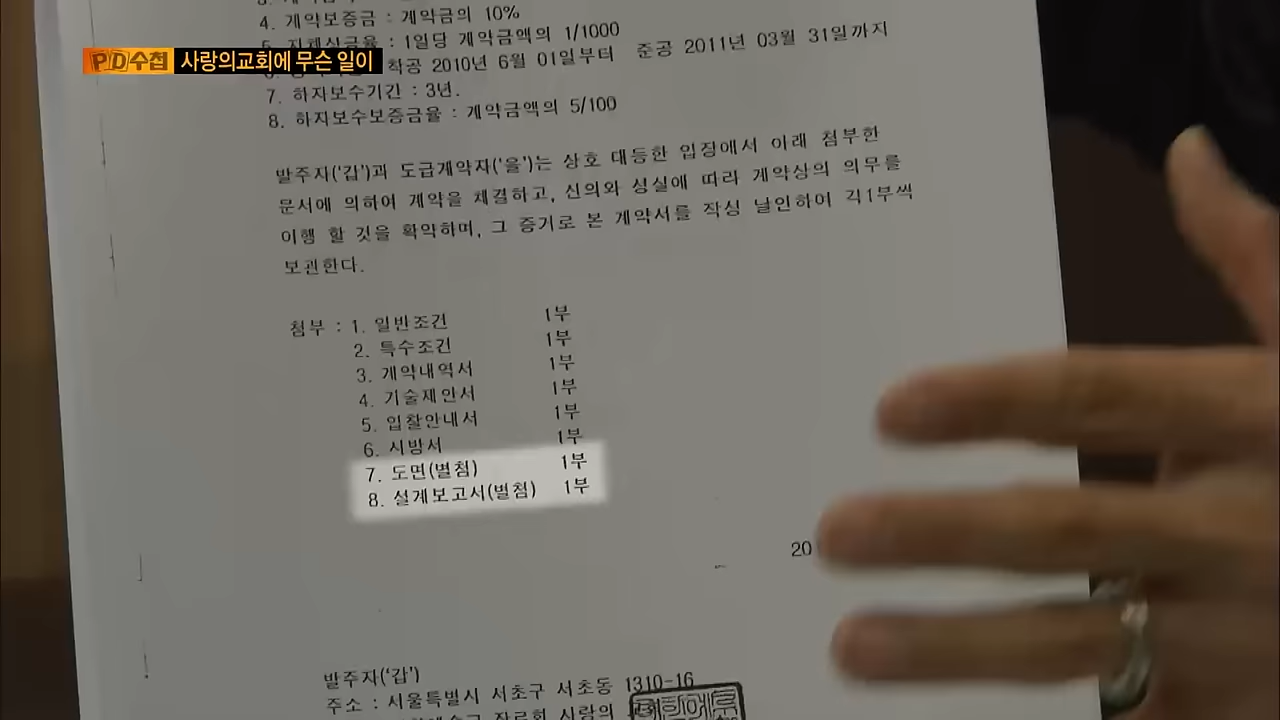 PD수첩 사랑의교회에 무슨 일이
4. 계약보증금 : 계약금의 10%
5. 지체상금율 : 1일당 계약금액의 1/1000
착공 2010년 6월 01일부터 준공 2011년 03월 31일까지
7. 하자보수기간 : 3년.
8. 하자보수보증금율 : 계약금액의 5/100
발주자('갑')과 도급계약자('을')는 상호 대등한 입장에서 이래 첨부한
문서에 의하여 계약을 체결하고, 신의와 성실에 따라 계약상의 의무를
이행 할 것을 확약하며, 그 증거로 본 계약서를 작성 날인하여 각1부씩
보관한다.
첨부 : 1. 일반조건 1부
2. 특수조건 1부
3. 계약내역서 1부
4. 기술제안서 1부
5. 입찰안내서 1부
6. 시방서 1부
7. 도면(별첨) 1부
8. 설계보고서(별첨) 1부
20
발주자('갑')
주소 : 서울특별시 서초구 서초동 1310-16
사랑의